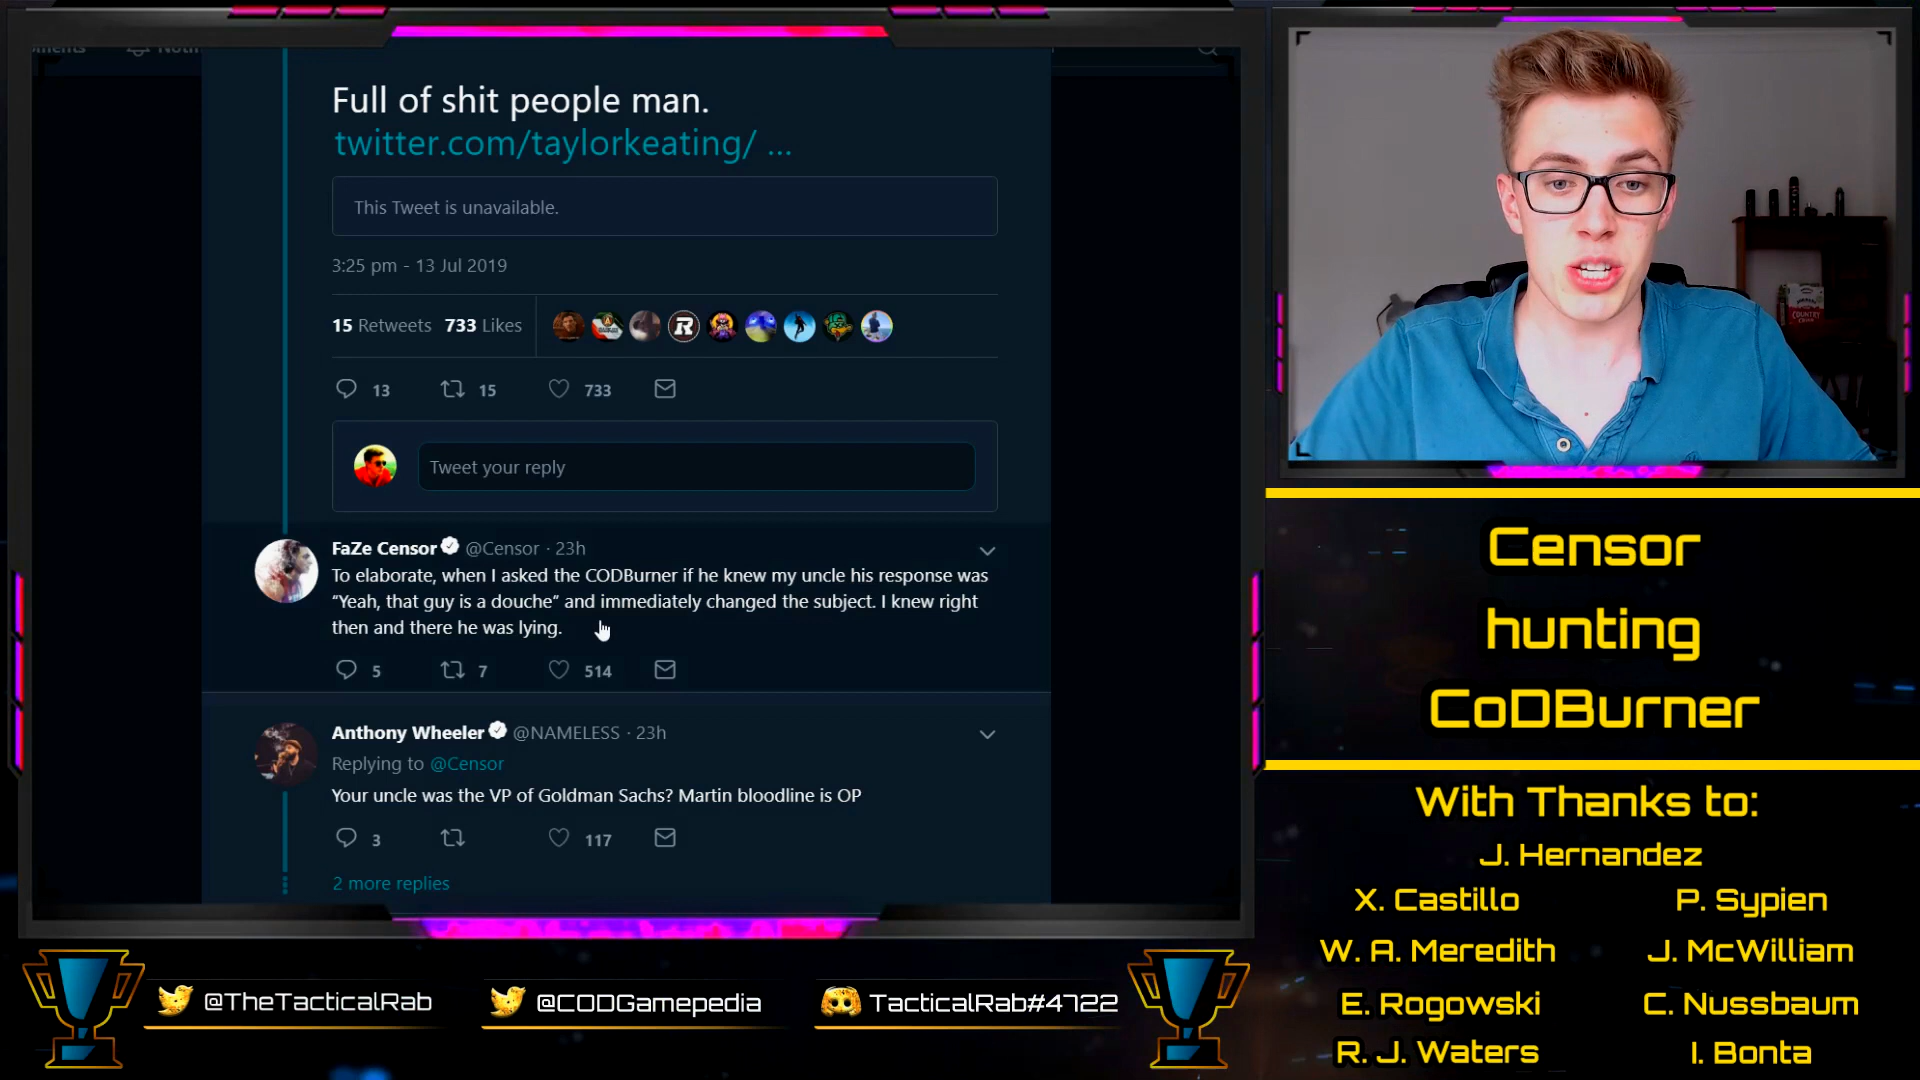 Full of shit people man.
twitter.com/taylorkeating/ ...
This Tweet is unavailable.
3:25 pm - 13 Jul 2019
15 Retweets 733 Likes
13 15 733
Tweet your reply
FaZe Censor @Censor · 23h
To elaborate, when I asked the CODBurner if he knew my uncle his response was
“Yeah, that guy is a douche” and immediately changed the subject. I knew right
then and there he was lying.
5 7 514
Anthony Wheeler @NAMELESS · 23h
Replying to @Censor
Your uncle was the VP of Goldman Sachs? Martin bloodline is OP
3 117
2 more replies
Censor
hunting
CoDBurner
With Thanks to:
J. Hernandez
X. Castillo P. Sypien
W. A. Meredith J. McWilliam
E. Rogowski C. Nussbaum
R. J. Waters I. Bonta
@TheTacticalRab @CODGamepedia TacticalRab#4722